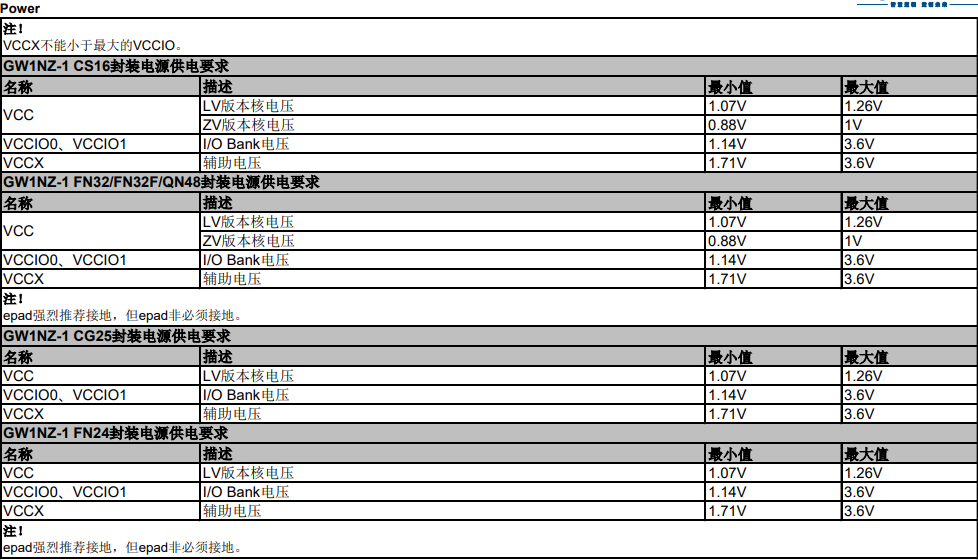 Power
注！
VCCX不能小于最大的VCCIO。
GW1NZ-1 CS16封装电源供电要求
名称 描述 最小值 最大值
VCC LV版本核电压 1.07V 1.26V
ZV版本核电压 0.88V 1V
VCCIO0、VCCIO1 I/O Bank电压 1.14V 3.6V
VCCX 辅助电压 1.71V 3.6V
GW1NZ-1 FN32/FN32F/QN48封装电源供电要求
名称 描述 最小值 最大值
VCC LV版本核电压 1.07V 1.26V
ZV版本核电压 0.88V 1V
VCCIO0、VCCIO1 I/O Bank电压 1.14V 3.6V
VCCX 辅助电压 1.71V 3.6V
注！
epad强烈推荐接地，但epad非必须接地。
GW1NZ-1 CG25封装电源供电要求
名称 描述 最小值 最大值
VCC LV版本核电压 1.07V 1.26V
VCCIO0、VCCIO1 I/O Bank电压 1.14V 3.6V
VCCX 辅助电压 1.71V 3.6V
GW1NZ-1 FN24封装电源供电要求
名称 描述 最小值 最大值
VCC LV版本核电压 1.07V 1.26V
VCCIO0、VCCIO1 I/O Bank电压 1.14V 3.6V
VCCX 辅助电压 1.71V 3.6V
注！
epad强烈推荐接地，但epad非必须接地。